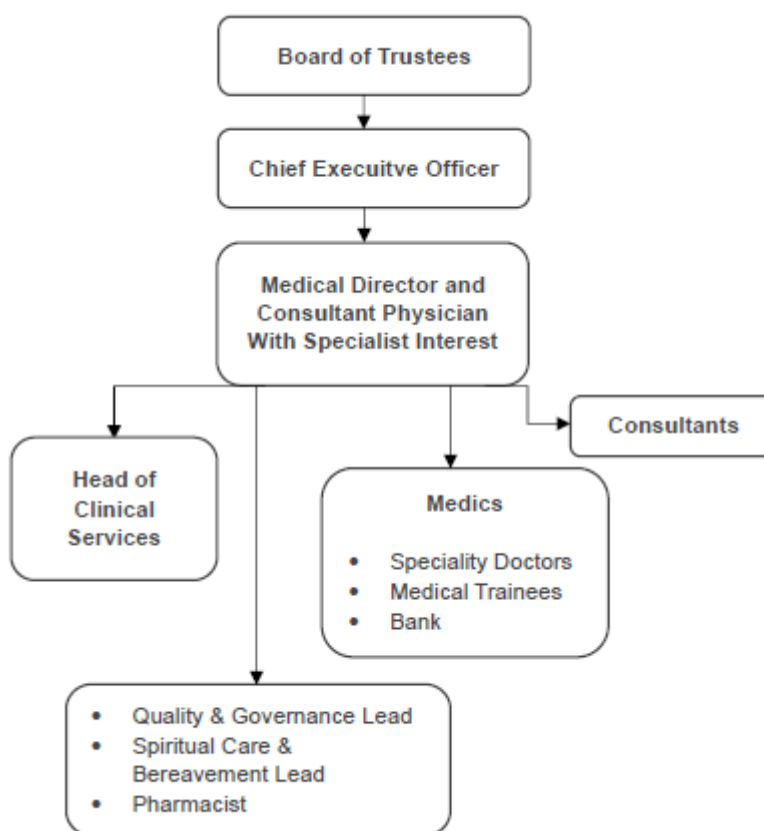 Board of Trustees
Chief Execuitve Officer
Medical Director and
Consultant Physician
With Specialist Interest
Consultants
Head of
Clinical
Services
Medics
• Speciality Doctors
• Medical Trainees
• Bank
• Quality & Governance Lead
• Spiritual Care &
Bereavement Lead
• Pharmacist